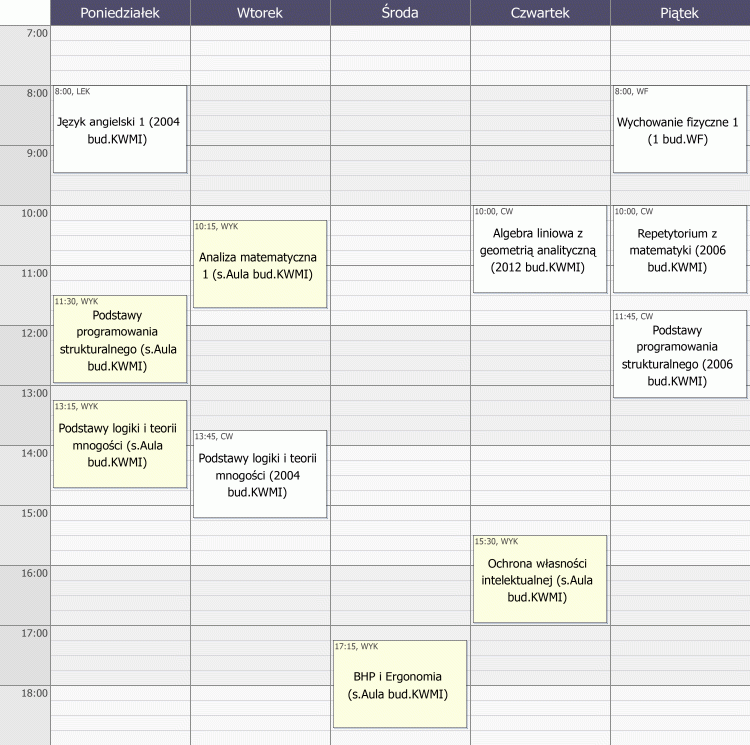 Poniedziałek
Wtorek
Środa
Czwartek
Piątek
7:00
8:00
9:00
10:00
11:00
12:00
13:00
14:00
15:00
16:00
17:00
18:00
8:00, LEK
Język angielski 1 (2004
bud.KWMI)
11:30, WYK
Podstawy
programowania
strukturalnego (s.Aula
bud.KWMI)
13:15, WYK
Podstawy logiki i teorii
mnogości (s.Aula
bud.KWMI)
10:15, WYK
Analiza matematyczna
1 (s.Aula bud.KWMI)
13:45, CW
Podstawy logiki i teorii
mnogości (2004
bud.KWMI)
17:15, WYK
BHP i Ergonomia
(s.Aula bud.KWMI)
10:00, CW
Algebra liniowa z
geometrią analityczną
(2012 bud.KWMI)
15:30, WYK
Ochrona własności
intelektualnej (s.Aula
bud.KWMI)
8:00, WF
Wychowanie fizyczne 1
(1 bud.WF)
10:00, CW
Repetytorium z
matematyki (2006
bud.KWMI)
11:45, CW
Podstawy
programowania
strukturalnego (2006
bud.KWMI)